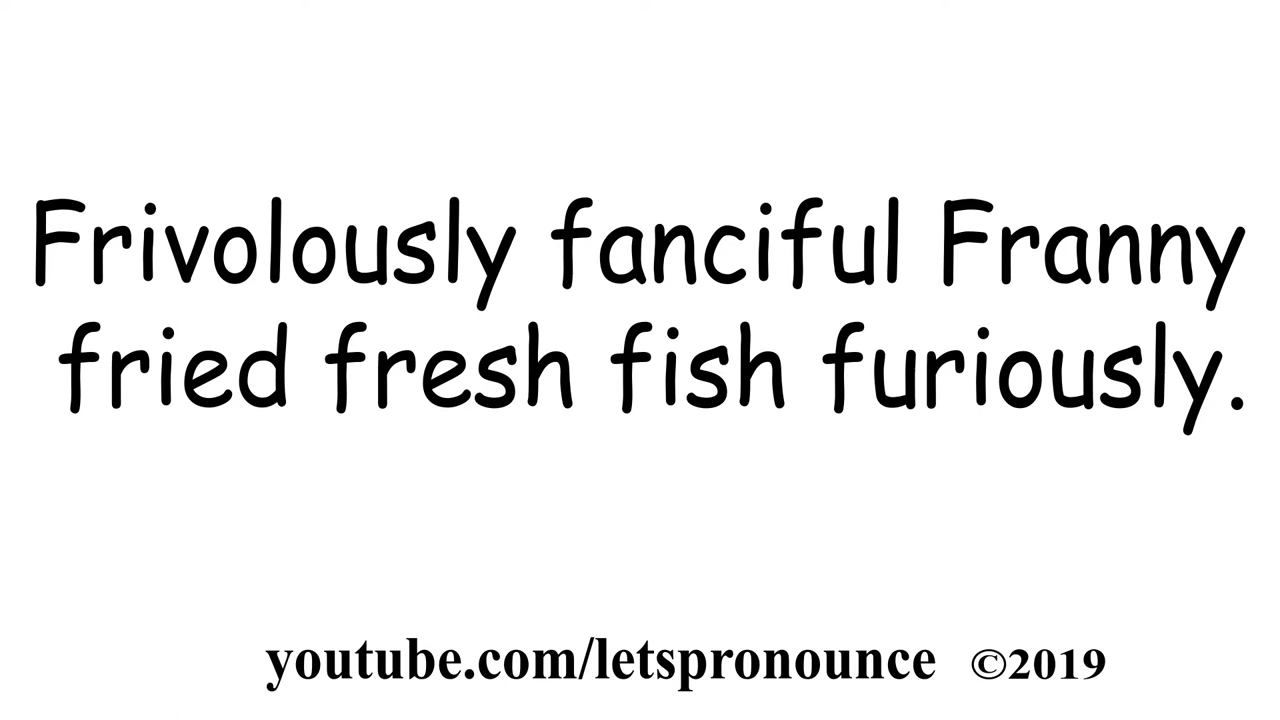 Frivolously fanciful Franny
fried fresh fish furiously.
youtube.com/letspronounce ©2019